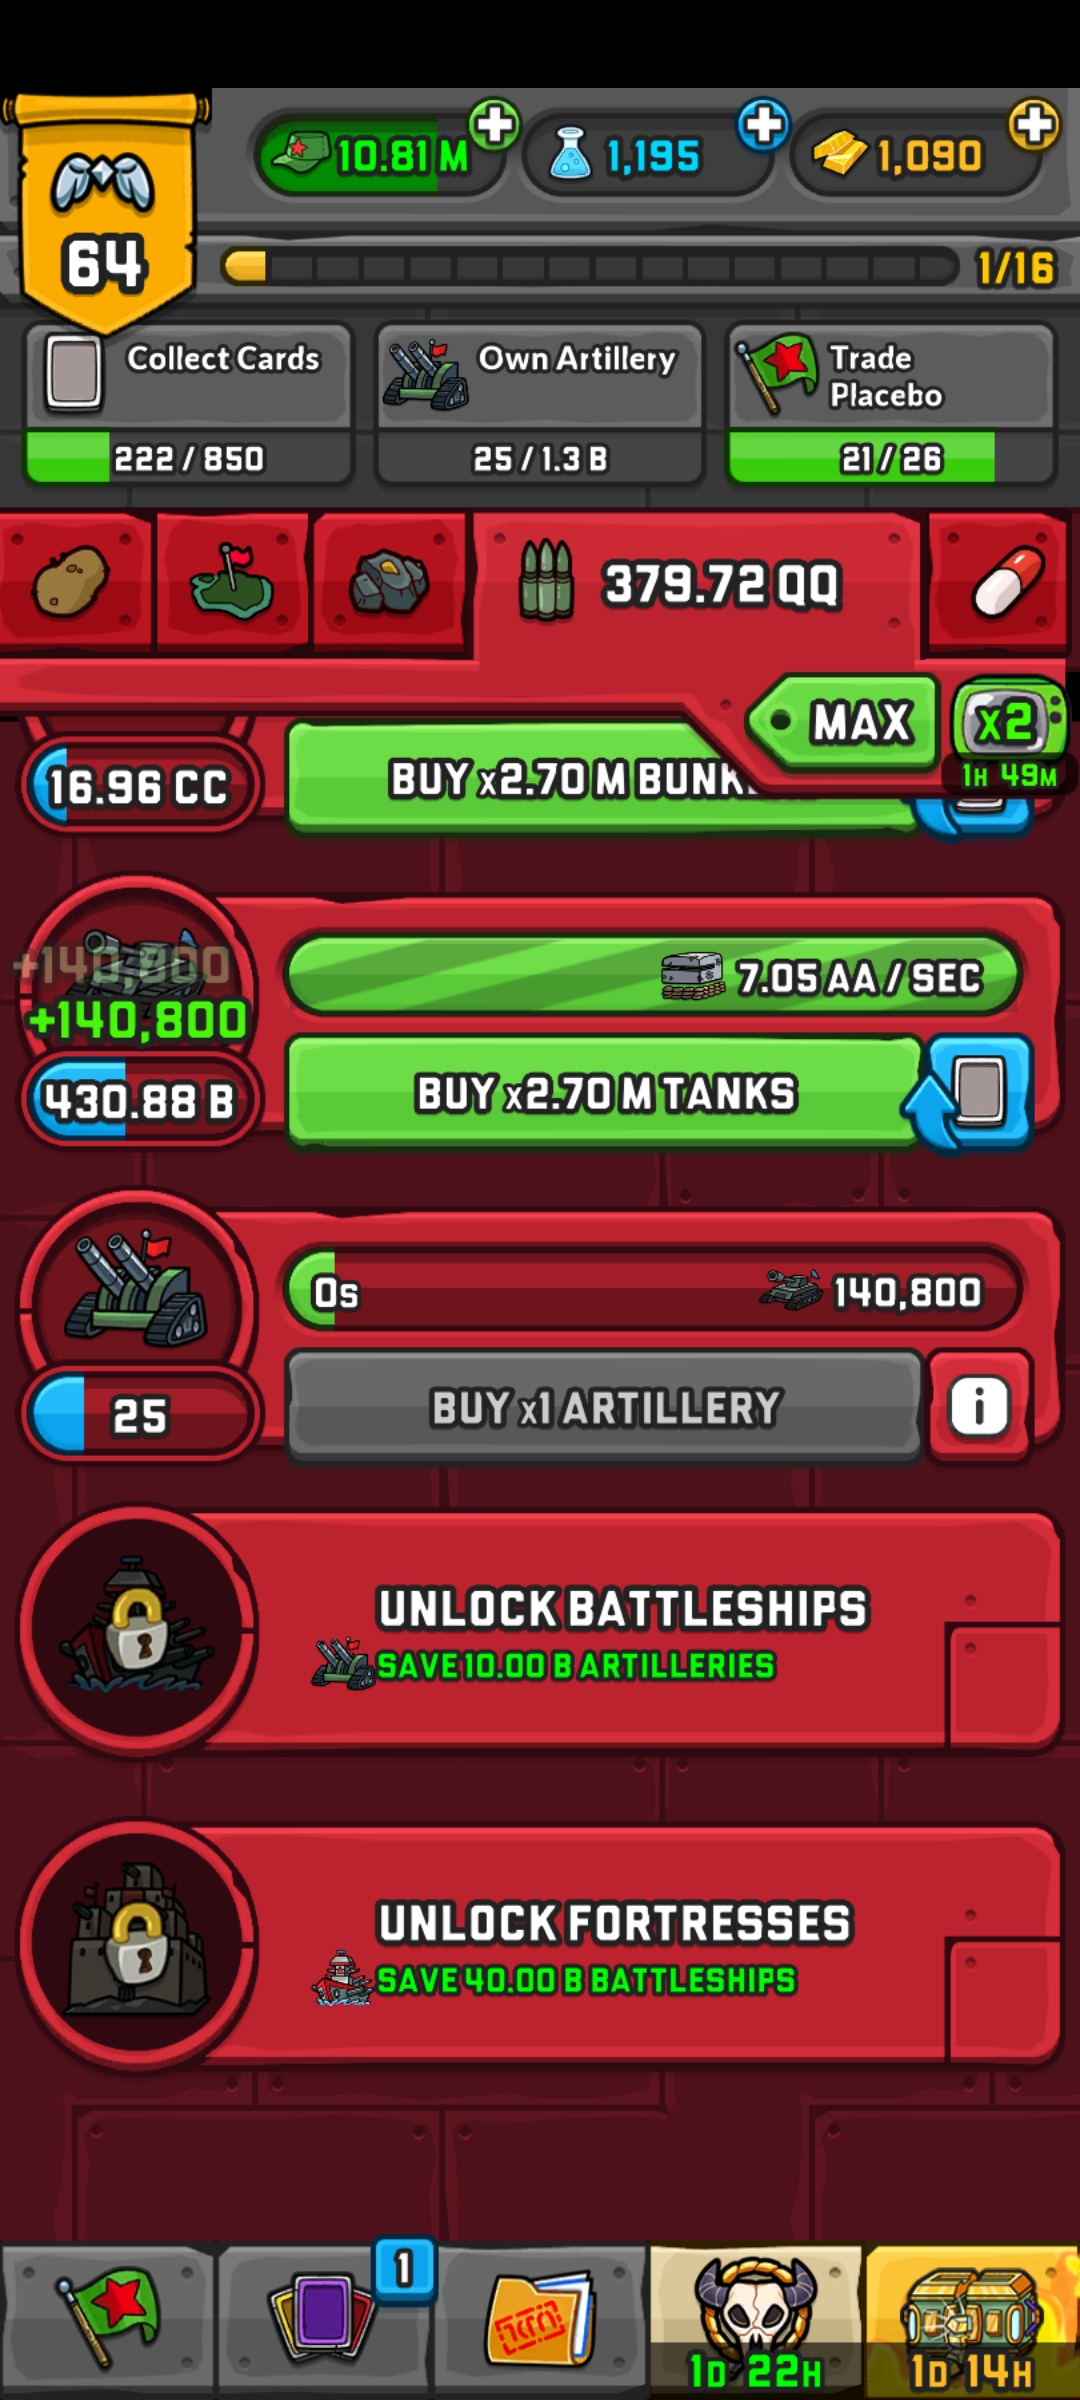 10.81 M
1,195
1,090
64
1/16
Collect Cards
222 / 850
Own Artillery
25 / 1.3 B
Trade
Placebo
21 / 26
379.72 QQ
MAX
x2
1H 49M
16.96 CC
BUY x2.70 M
+140,800
+140,800
7.05 AA / SEC
430.88 B
BUY x2.70 M TANKS
0s
140,800
25
BUY x1 ARTILLERY
i
UNLOCK BATTLESHIPS
SAVE 10.00 B ARTILLERIES
UNLOCK FORTRESSES
SAVE 40.00 B BATTLESHIPS
1
1D 22H
1D 14H